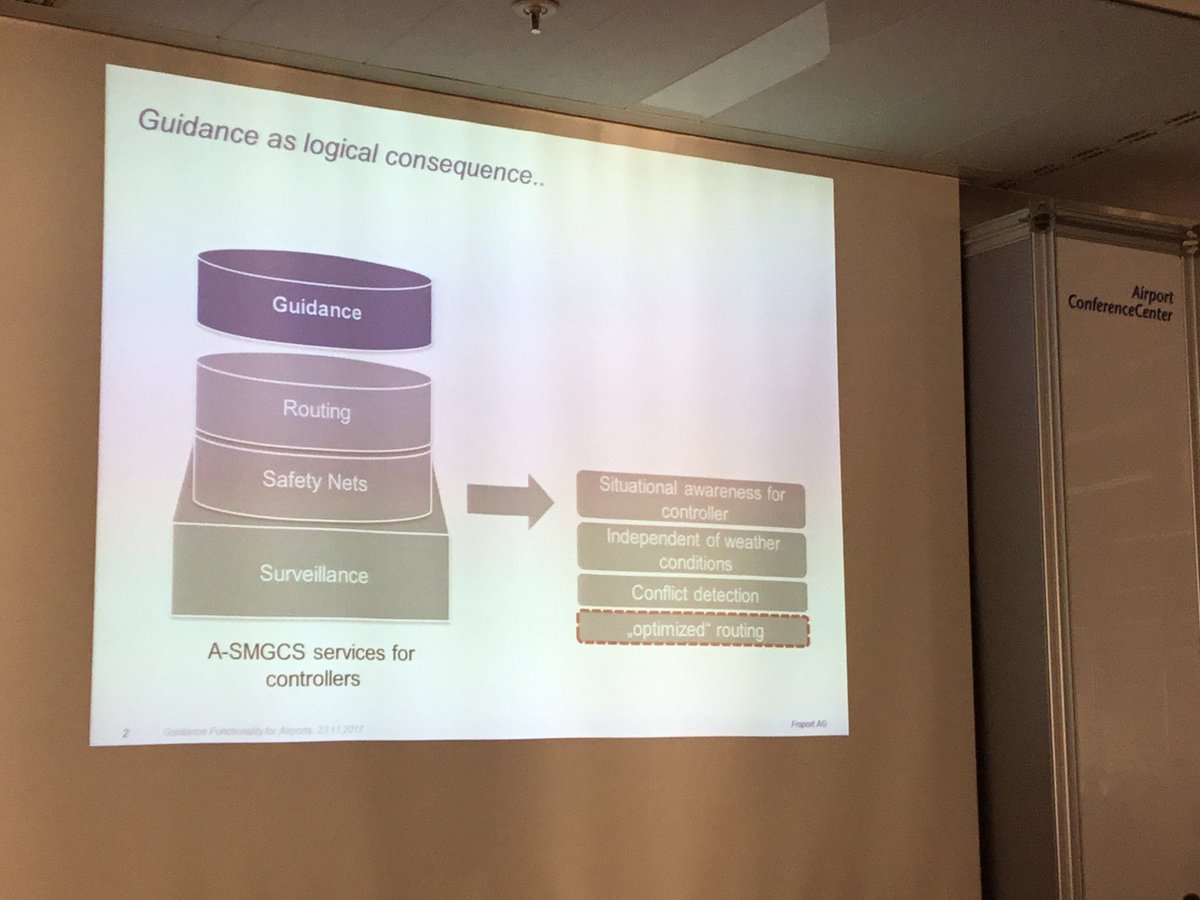 Guidance as logical consequence..
Guidance
Routing
Safety Nets
Surveillance
A-SMGCS services for
controllers
Situational awareness for
controller
Independent of weather
conditions
Conflict detection
„optimized“ routing
2
Guidance Functionality for Airports 23.11.2017
Fraport AG
Airport
ConferenceCenter